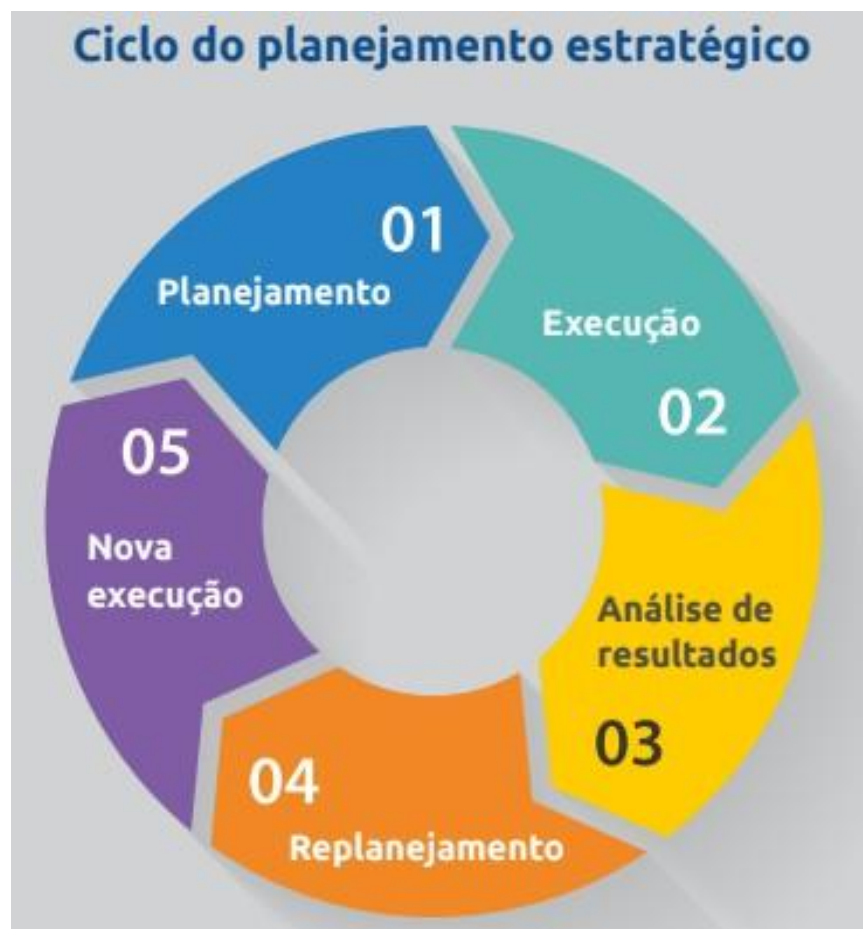 Ciclo do planejamento estratégico
01
Planejamento
Execução
02
Análise de
resultados
03
04
Replanejamento
05
Nova
execução